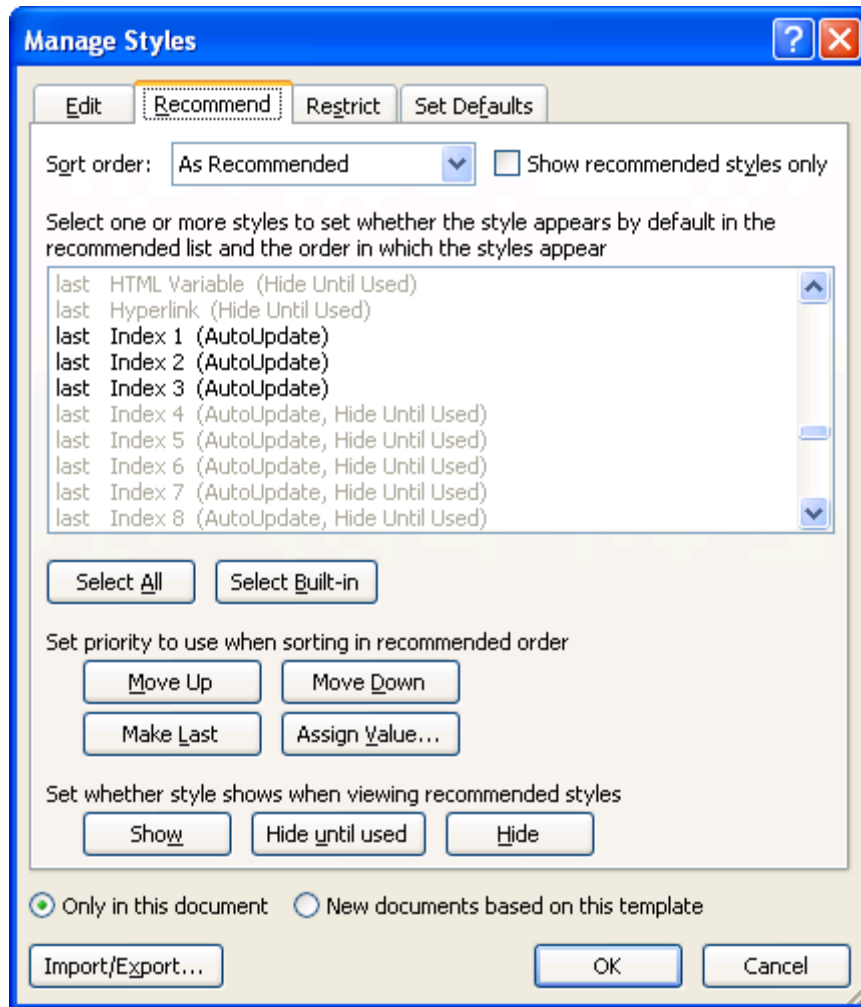 Manage Styles
Edit Recommend Restrict Set Defaults
Sort order: As Recommended Show recommended styles only
Select one or more styles to set whether the style appears by default in the
recommended list and the order in which the styles appear
last HTML Variable (Hide Until Used)
last Hyperlink (Hide Until Used)
last Index 1 (AutoUpdate)
last Index 2 (AutoUpdate)
last Index 3 (AutoUpdate)
last Index 4 (AutoUpdate, Hide Until Used)
last Index 5 (AutoUpdate, Hide Until Used)
last Index 6 (AutoUpdate, Hide Until Used)
last Index 7 (AutoUpdate, Hide Until Used)
last Index 8 (AutoUpdate, Hide Until Used)
Select All Select Built-in
Set priority to use when sorting in recommended order
Move Up Move Down
Make Last Assign Value...
Set whether style shows when viewing recommended styles
Show Hide until used Hide
Only in this document New documents based on this template
Import/Export... OK Cancel